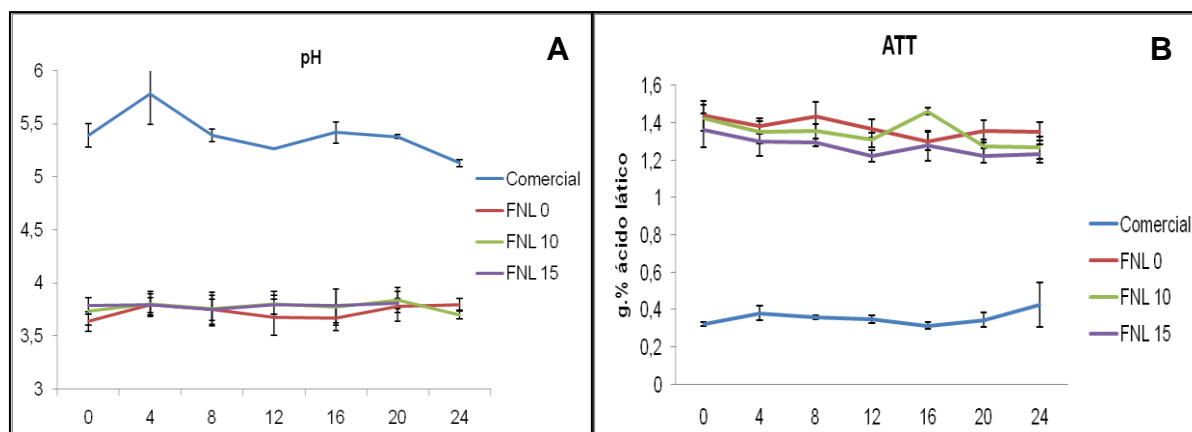 pH
A
6
5,5
5
4,5
4
3,5
3
0 4 8 12 16 20 24
Comercial
FNL 0
FNL 10
FNL 15
ATT
B
g.% ácido lático
1,6
1,4
1,2
1
0,8
0,6
0,4
0,2
0
0 4 8 12 16 20 24
Comercial
FNL 0
FNL 10
FNL 15